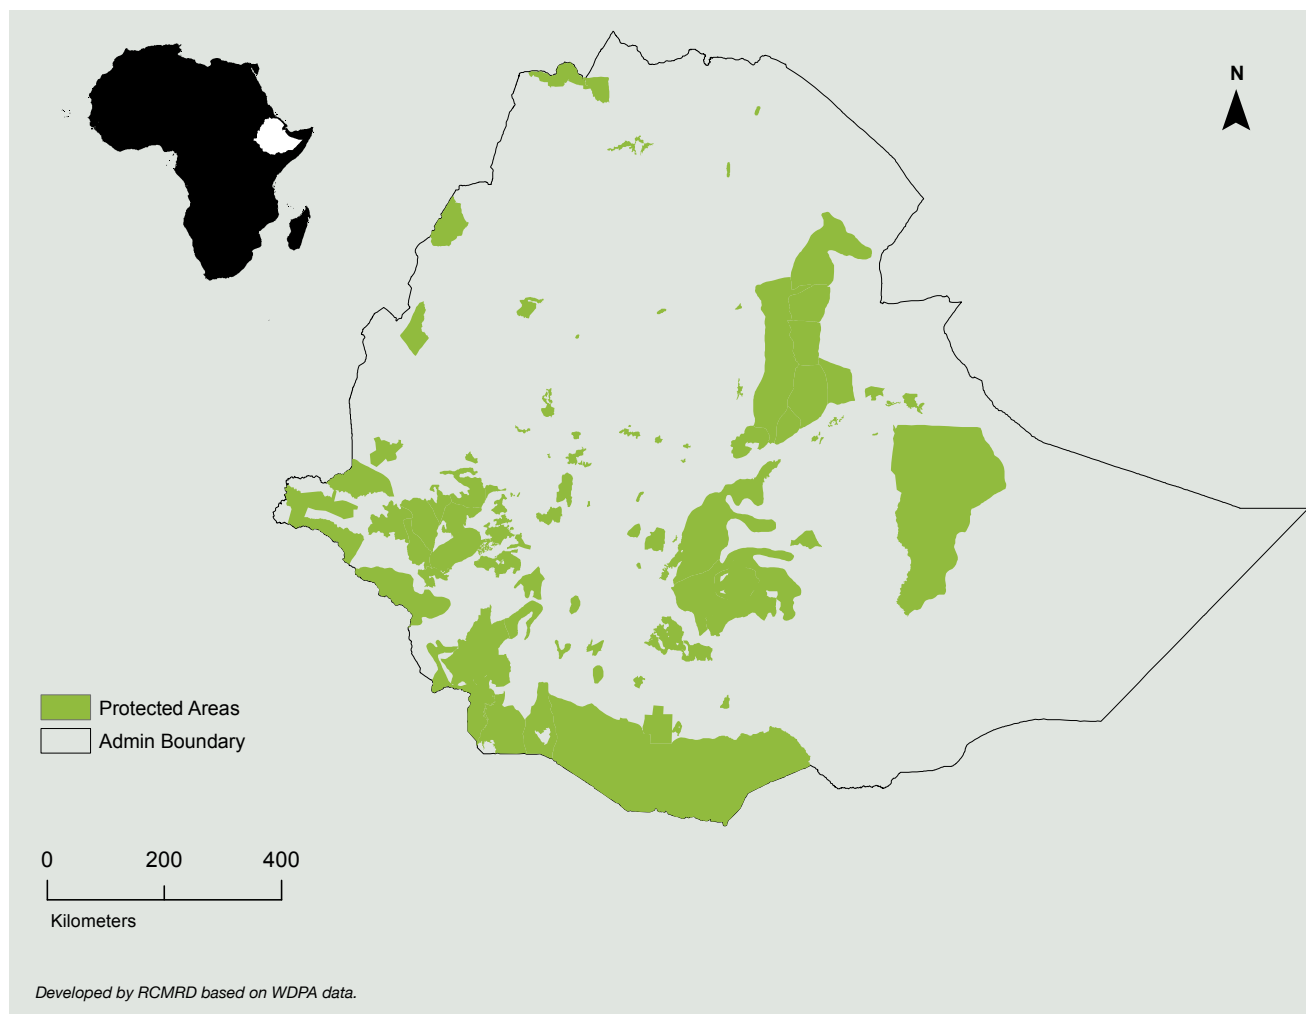 N
Protected Areas
Admin Boundary
0 200 400
Kilometers
Developed by RCMRD based on WDPA data.